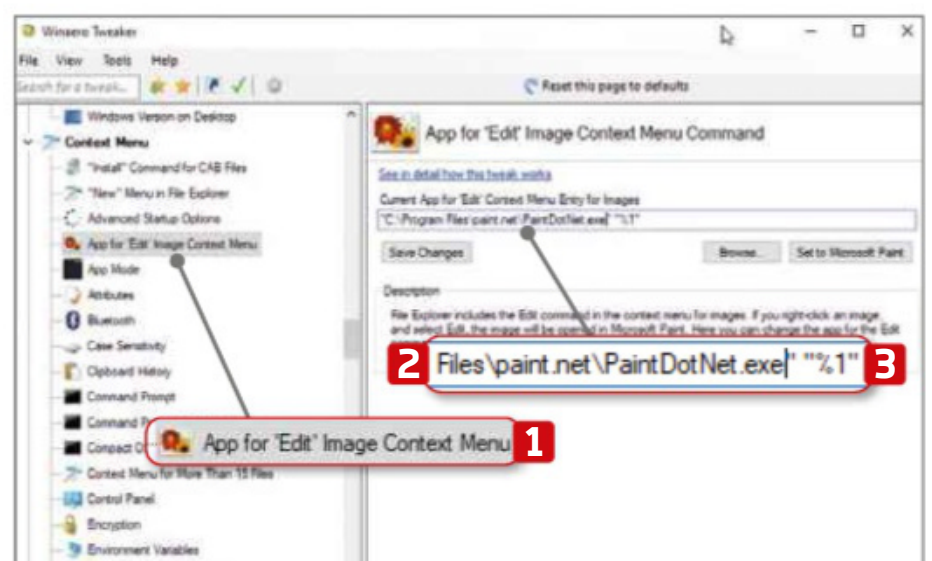 Winaero Tweaker
File View Tools Help
Search for a tweak...
Reset this page to defaults
Windows Version on Desktop
Context Menu
"Install" Command for CAB Files
"New" Menu in File Explorer
Advanced Startup Options
App for 'Edit' Image Context Menu
App Mode
Attributes
Bluetooth
Case Sensitivity
Clipboard History
Command Prompt
Command
Compact
Context Menu for More Than 15 Files
Control Panel
Encryption
Environment Variables
App for 'Edit' Image Context Menu Command
See in detail how this tweak works
Current App for 'Edit' Context Menu Entry for Images
"C:\Program Files\paint.net\PaintDotNet.exe" "%1"
Save Changes Browse... Set to Microsoft Paint
Description
File Explorer includes the Edit command in the context menu for images. If you right-click an image
and select Edit, the image will be opened in Microsoft Paint. Here you can change the app for the Edit
2 Files\paint.net\PaintDotNet.exe" "%1" 3
App for 'Edit' Image Context Menu 1